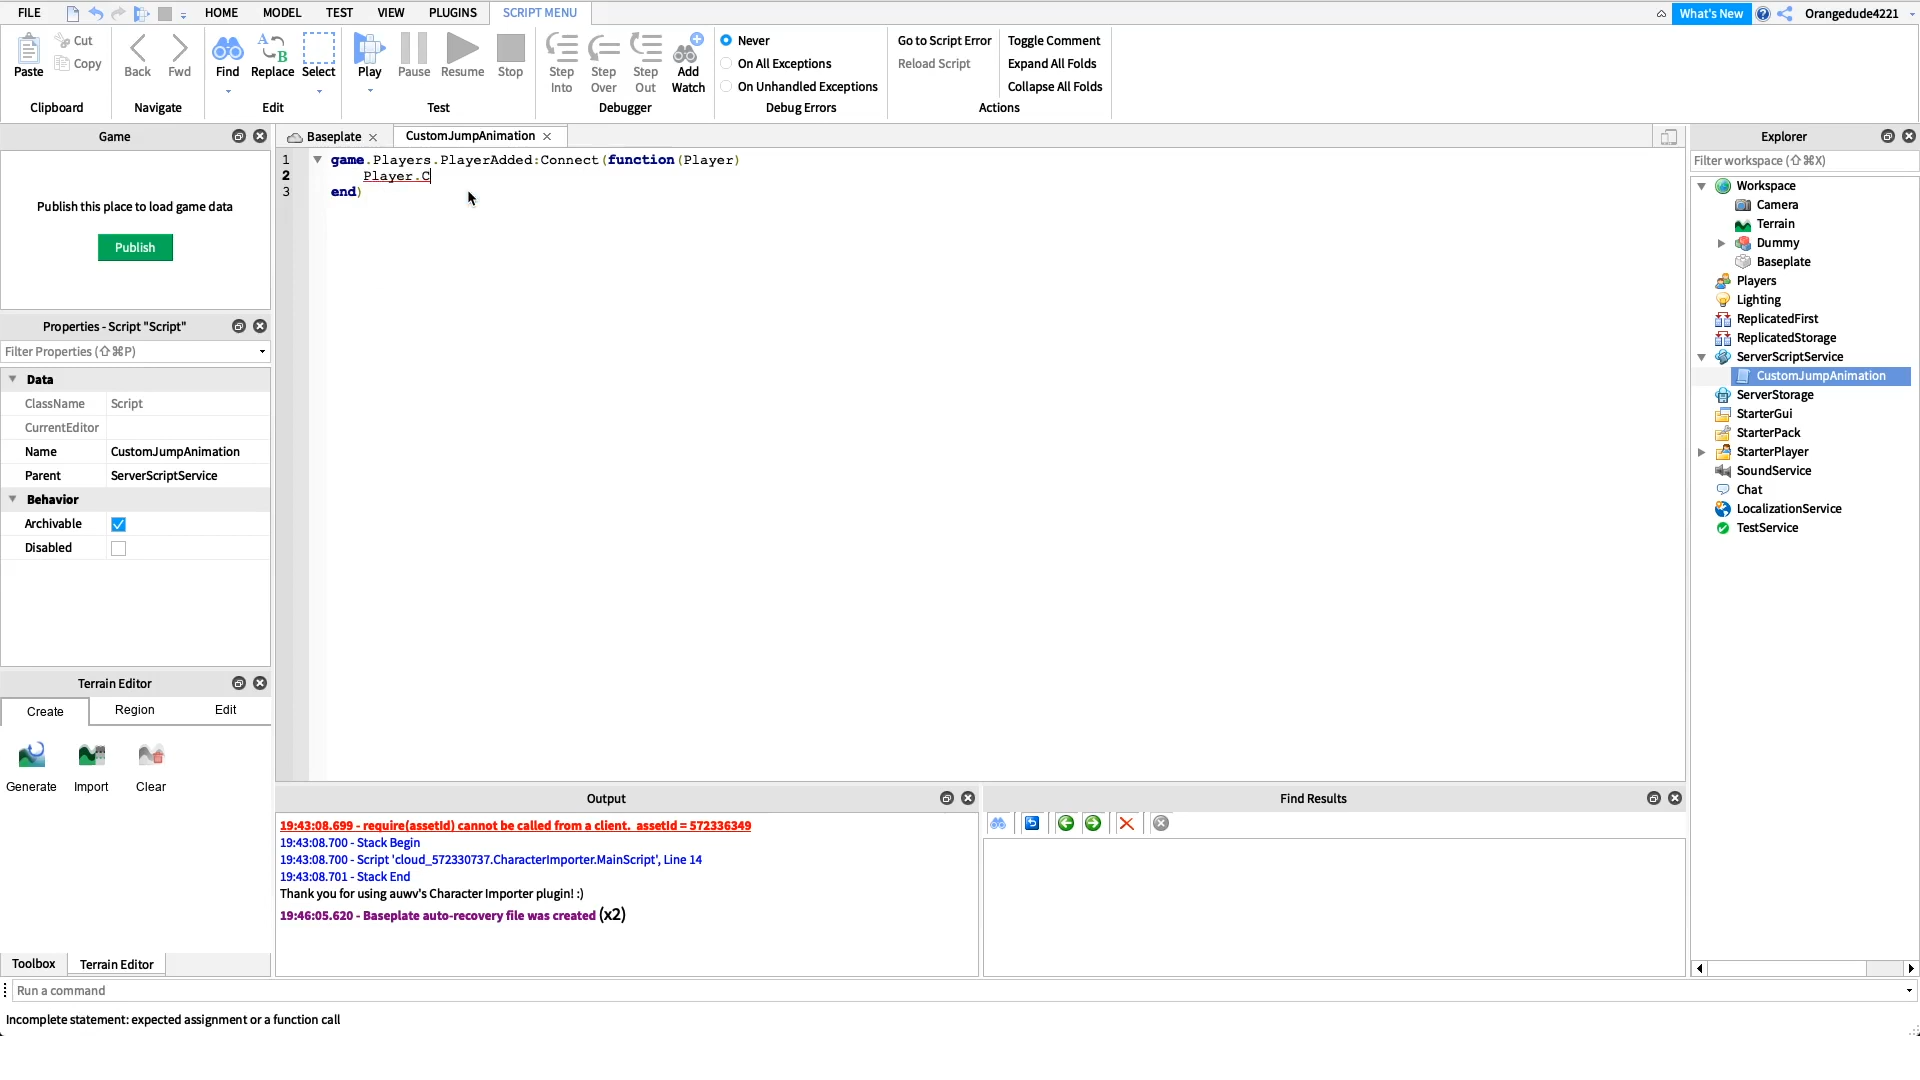 FILE HOME MODEL TEST VIEW PLUGINS SCRIPT MENU What's New Orangedude4221
Paste Cut Copy
Back Fwd
Find Replace Select
Play Pause Resume Stop
Step Into Step Over Step Out Add Watch
Never
On All Exceptions
On Unhandled Exceptions
Go to Script Error
Reload Script
Toggle Comment
Expand All Folds
Collapse All Folds
Clipboard Navigate Edit Test Debugger Debug Errors Actions
Game
Publish this place to load game data
Publish
Properties - Script "Script"
Filter Properties (⇧⌘P)
Data
ClassName Script
CurrentEditor
Name CustomJumpAnimation
Parent ServerScriptService
Behavior
Archivable
Disabled
Terrain Editor
Create Region Edit
Generate Import Clear
Toolbox Terrain Editor
Baseplate CustomJumpAnimation
1 game.Players.PlayerAdded:Connect(function(Player)
2 Player.C
3 end)
Output
19:43:08.699 - require(assetId) cannot be called from a client. assetId = 572336349
19:43:08.700 - Stack Begin
19:43:08.700 - Script 'cloud_572330737.CharacterImporter.MainScript', Line 14
19:43:08.701 - Stack End
Thank you for using auwv's Character Importer plugin! :)
19:46:05.620 - Baseplate auto-recovery file was created (x2)
Find Results
Explorer
Filter workspace (⇧⌘X)
Workspace
Camera
Terrain
Dummy
Baseplate
Players
Lighting
ReplicatedFirst
ReplicatedStorage
ServerScriptService
CustomJumpAnimation
ServerStorage
StarterGui
StarterPack
StarterPlayer
SoundService
Chat
LocalizationService
TestService
Run a command
Incomplete statement: expected assignment or a function call